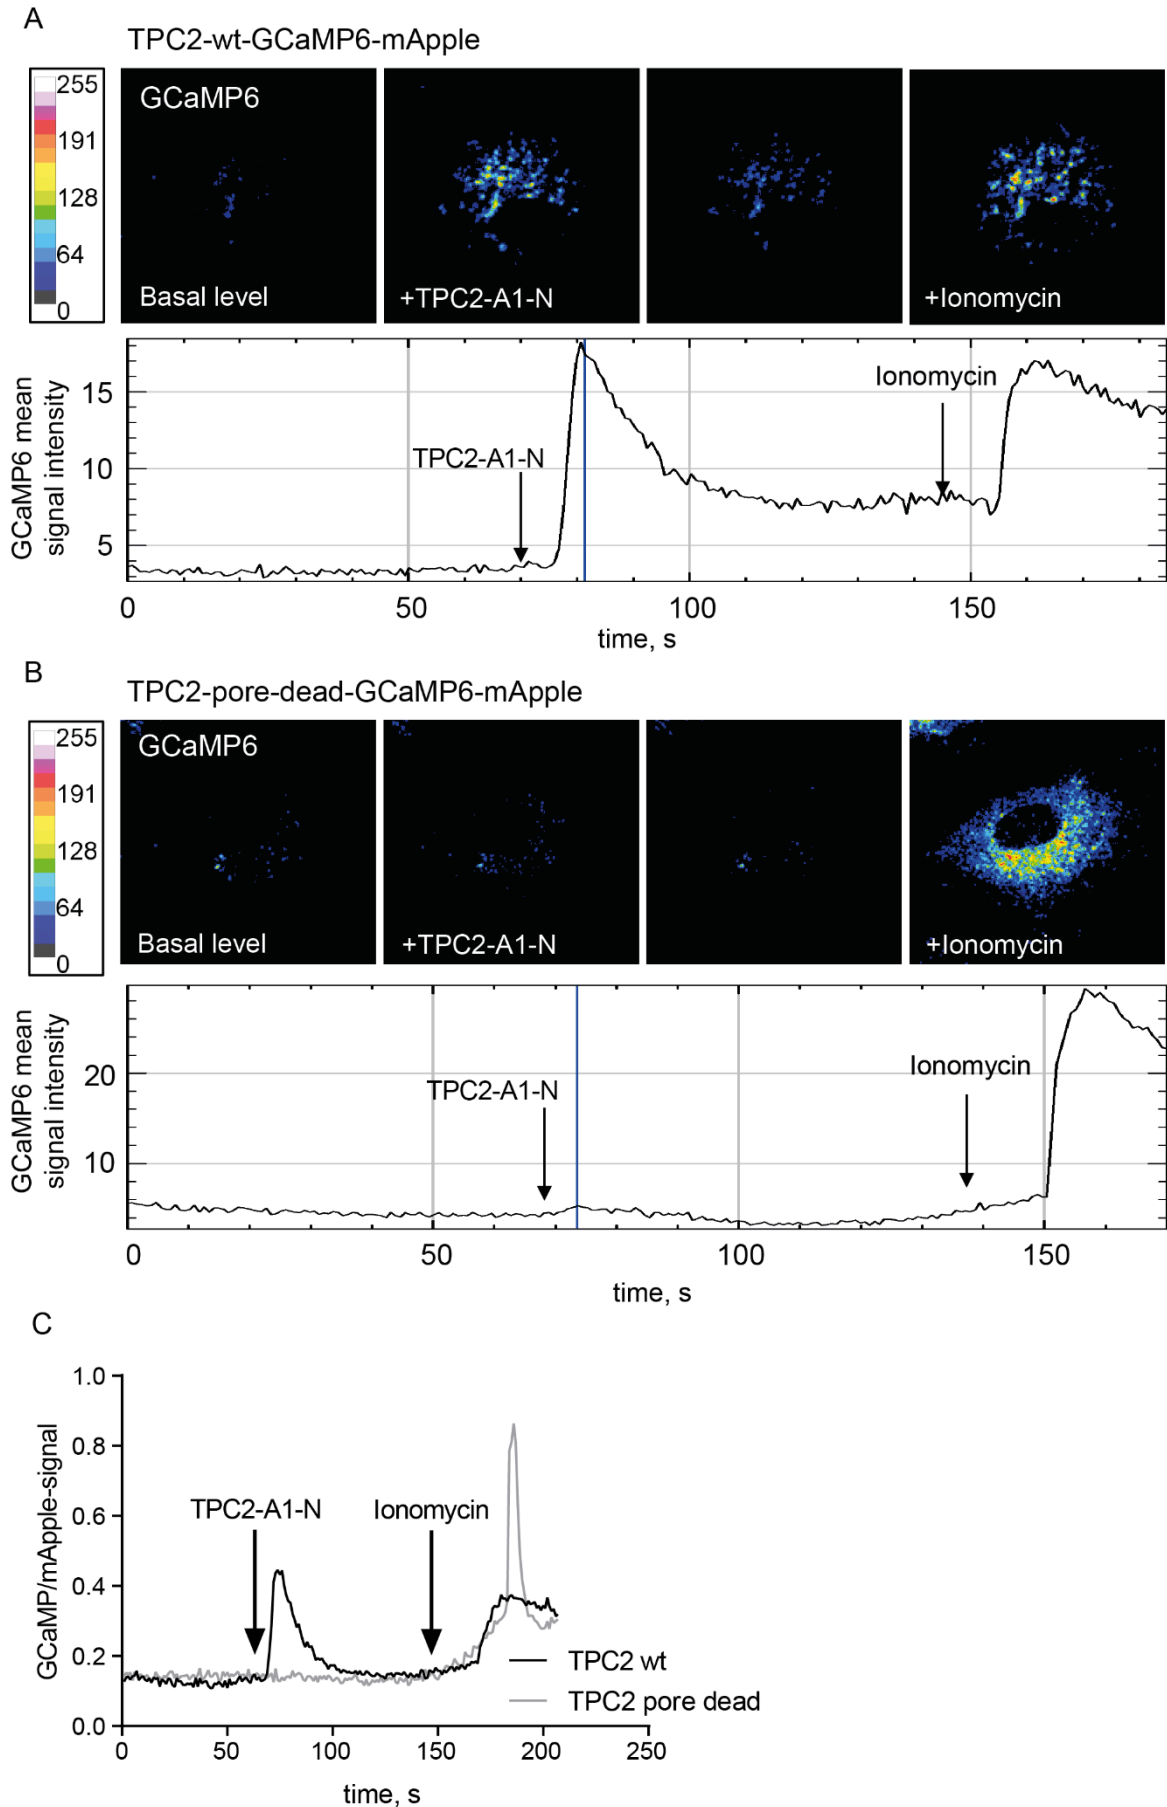 A
TPC2-wt-GCaMP6-mApple
255
191
128
64
0
GCaMP6
Basal level
+TPC2-A1-N
+Ionomycin
GCaMP6 mean
signal intensity
15
10
5
TPC2-A1-N
Ionomycin
0 50 100 150
time, s
B
TPC2-pore-dead-GCaMP6-mApple
255
191
128
64
0
GCaMP6
Basal level
+TPC2-A1-N
+Ionomycin
GCaMP6 mean
signal intensity
20
10
TPC2-A1-N
Ionomycin
0 50 100 150
time, s
C
GCaMP/mApple-signal
1.0
0.8
0.6
0.4
0.2
0.0
TPC2-A1-N
Ionomycin
TPC2 wt
TPC2 pore dead
0 50 100 150 200 250
time, s